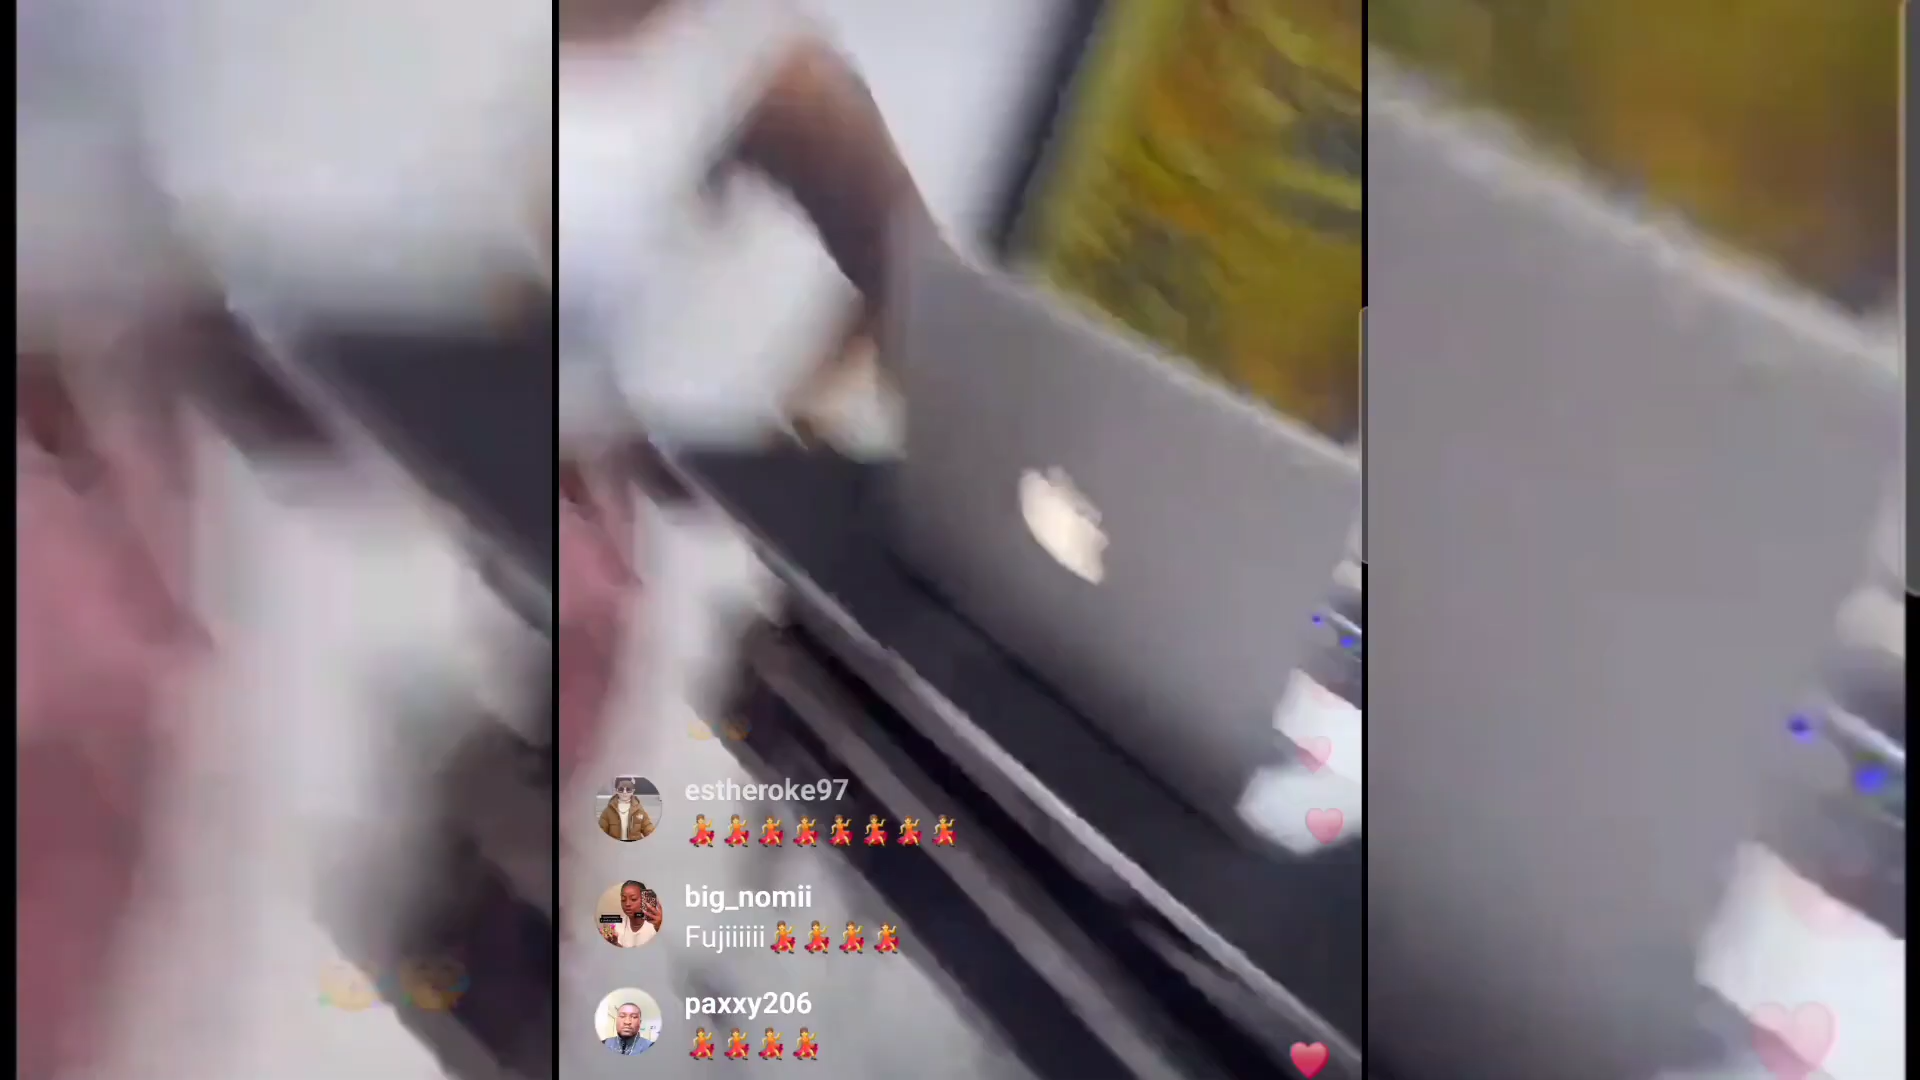 estheroke97
💃💃💃💃💃💃💃💃
big_nomii
Fujiiiiii💃💃💃💃
paxxy206
💃💃💃💃